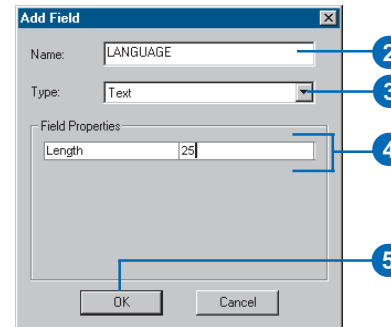 Add Field
Name: LANGUAGE 2
Type: Text 3
Field Properties
Length 25 4
5
OK Cancel